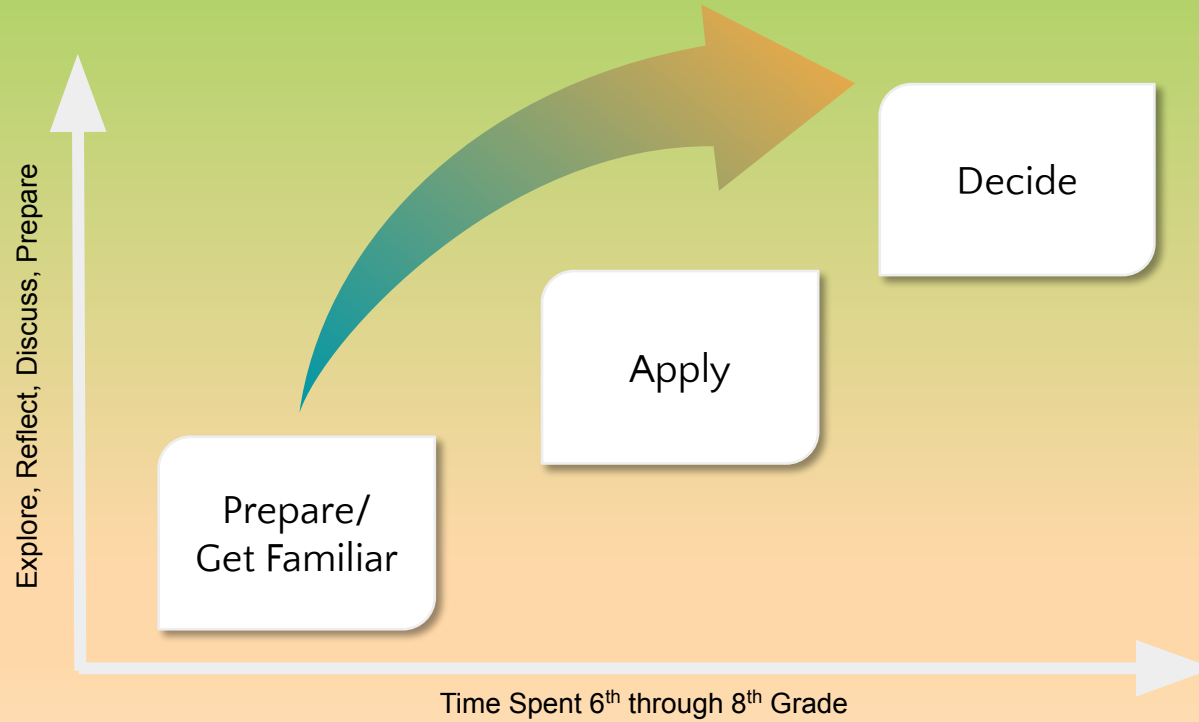 Explore, Reflect, Discuss, Prepare
Decide
Apply
Prepare/
Get Familiar
Time Spent 6th through 8th Grade